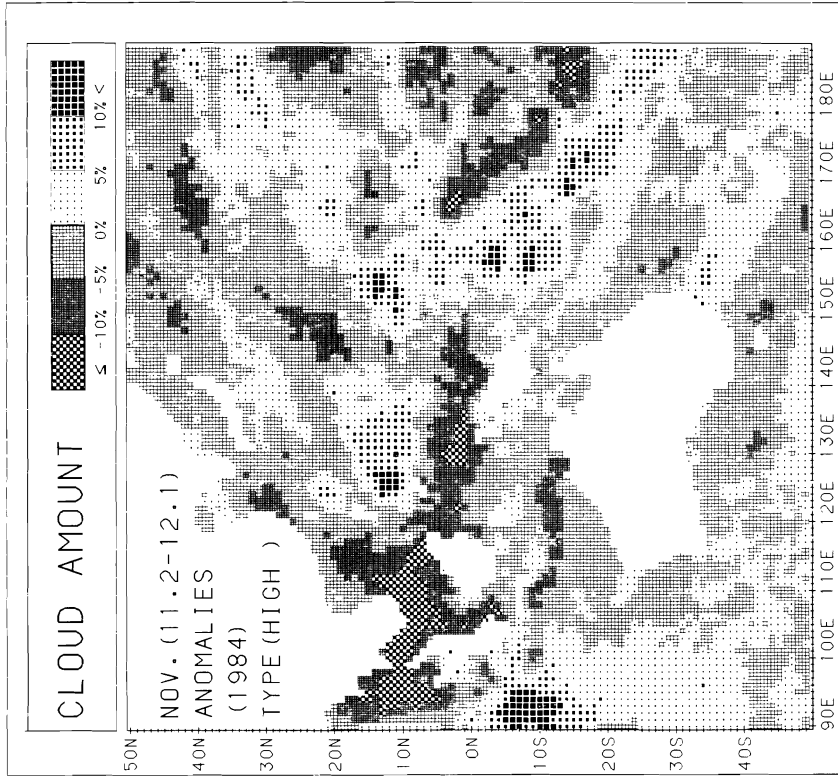 CLOUD AMOUNT
≤ -10% -5% 0% 5% 10% <
NOV. (11.2-12.1)
ANOMALIES
(1984)
TYPE (HIGH )
50N
40N
30N
20N
10N
0N
10S
20S
30S
40S
90E 100E 110E 120E 130E 140E 150E 160E 170E 180E